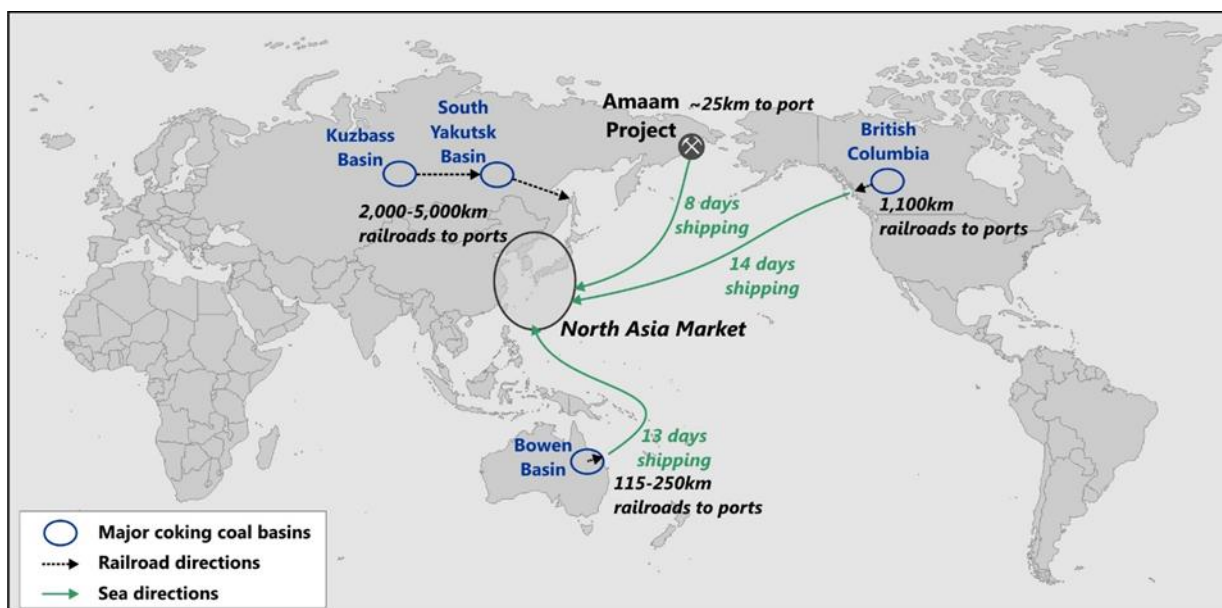 Amaam
Project
~25km to port
South
Yakutsk
Basin
Kuzbass
Basin
British
Columbia
2,000-5,000km
railroads to ports
8 days
shipping
1,100km
railroads to ports
14 days
shipping
North Asia Market
Bowen
Basin
13 days
shipping
115-250km
railroads to ports
Major coking coal basins
Railroad directions
Sea directions